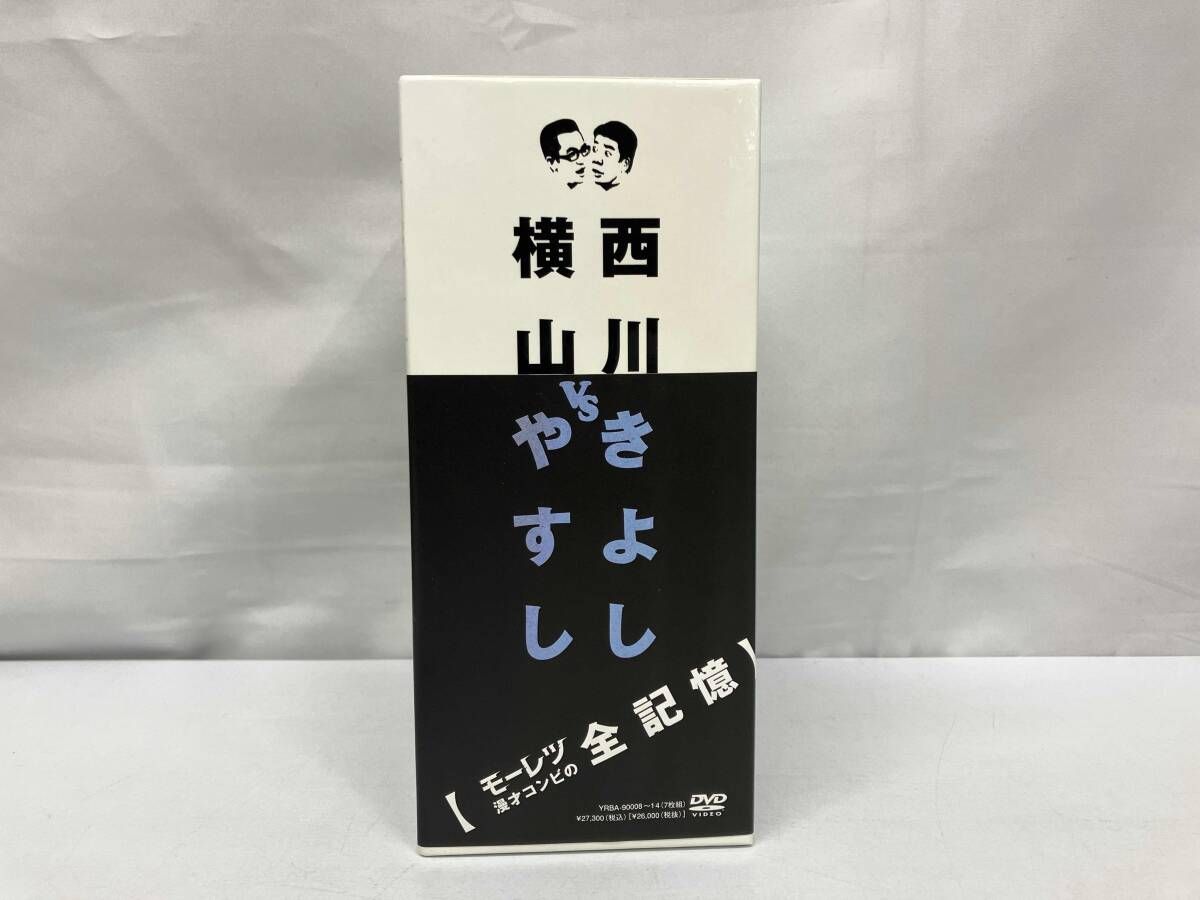 西川きよし
VS
横山やすし
【モーレツ
漫才コンビの
全記憶】
YRBA-90008〜14(7枚組)
¥27,300(税込)[¥26,000(税抜)]
DVD
VIDEO